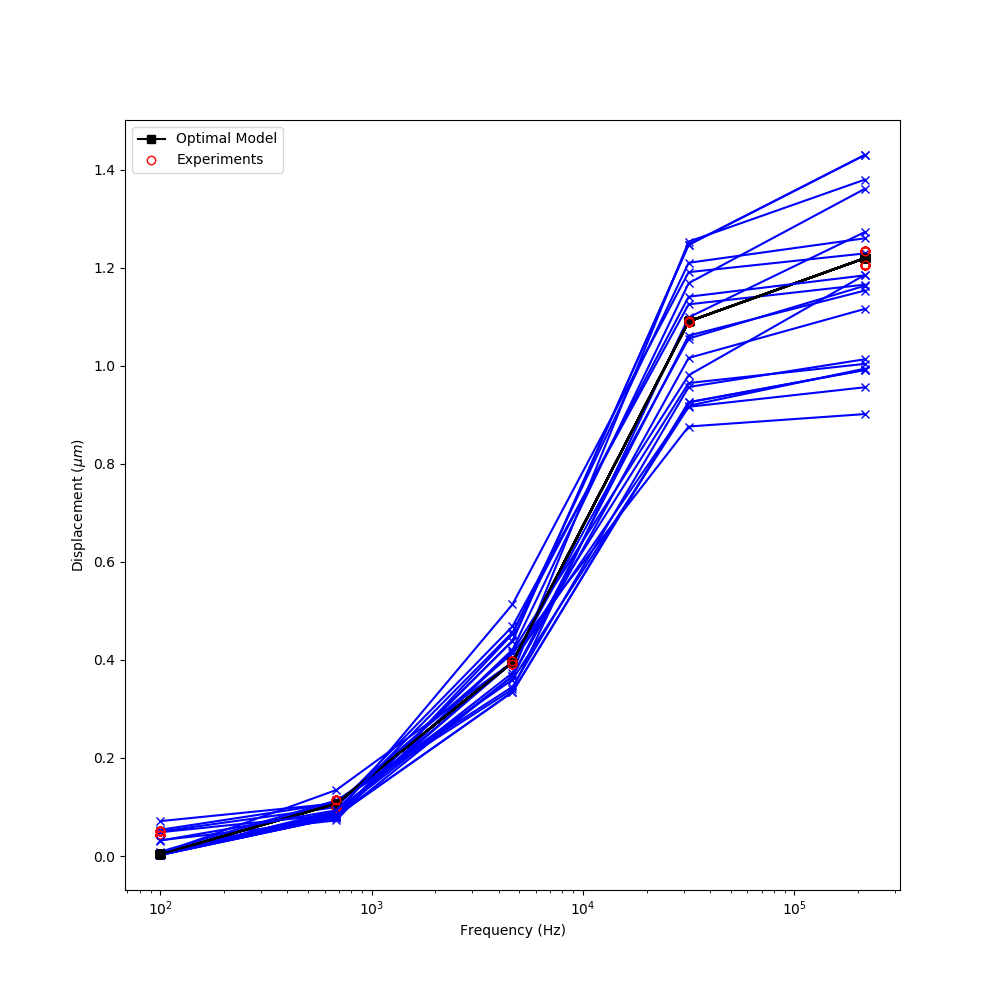 Optimal Model
Experiments
1.4
1.2
1.0
0.8
0.6
0.4
0.2
0.0
Displacement (μm)
10² 10³ 10⁴ 10⁵
Frequency (Hz)